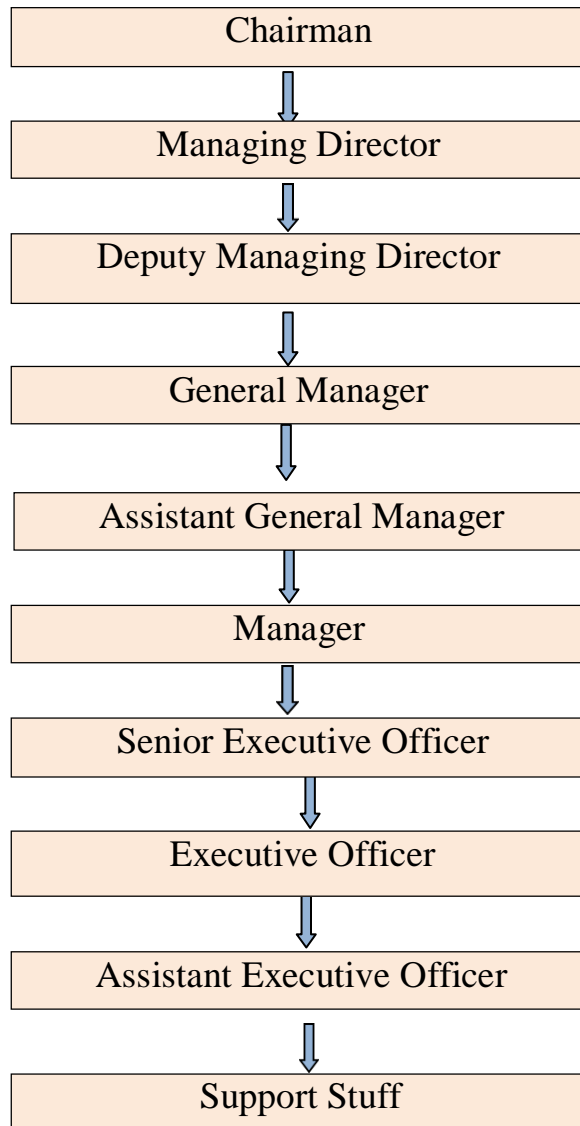 Chairman
Managing Director
Deputy Managing Director
General Manager
Assistant General Manager
Manager
Senior Executive Officer
Executive Officer
Assistant Executive Officer
Support Stuff